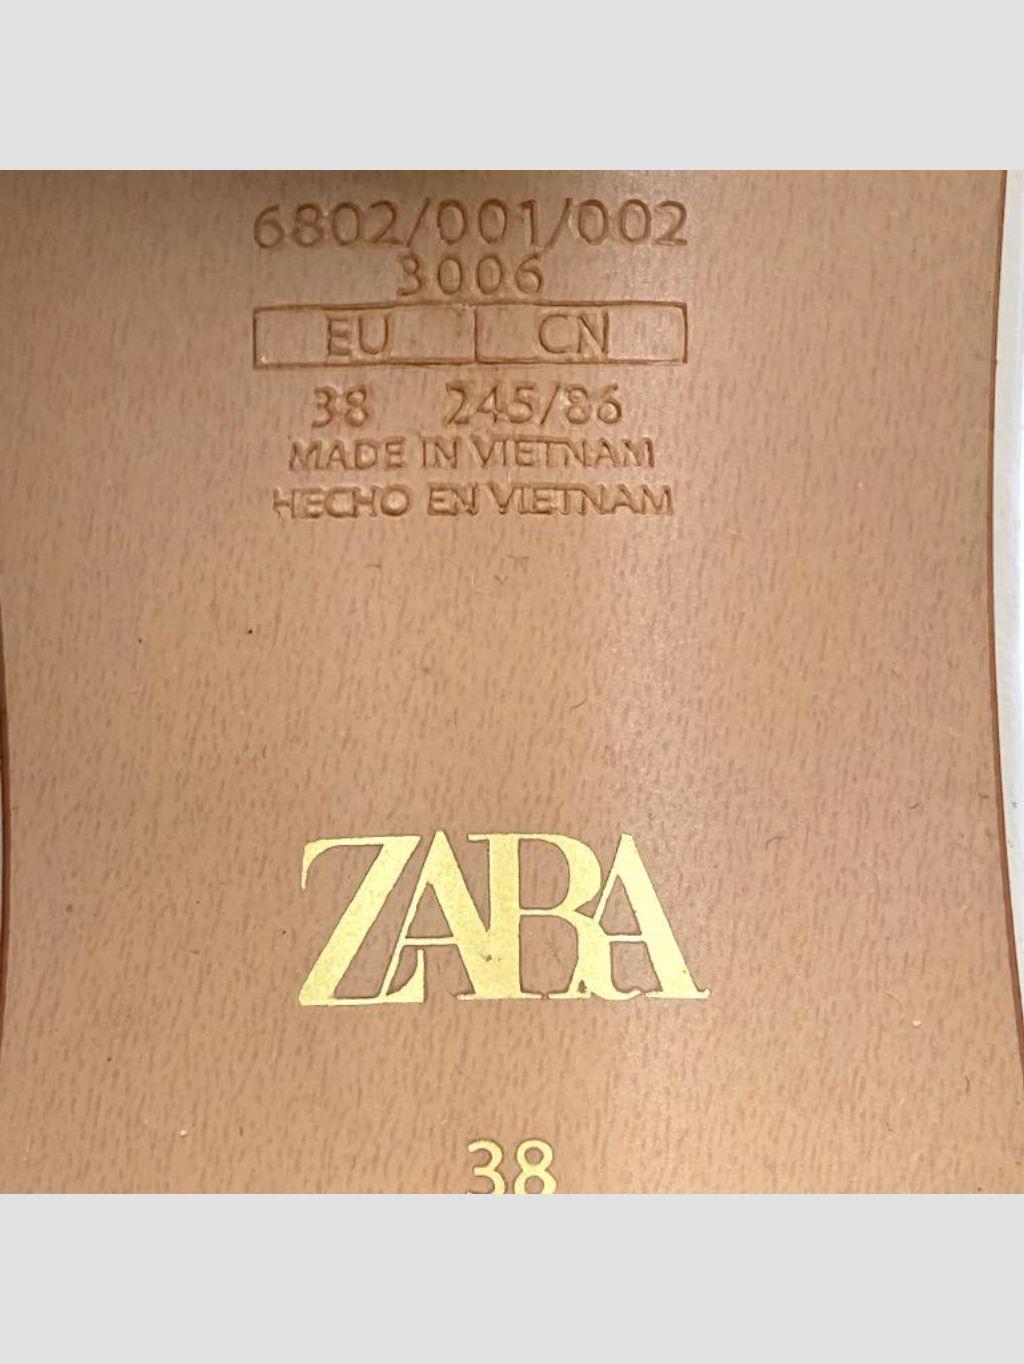 6802/001/002
3006
EU CN
38 245/86
MADE IN VIETNAM
HECHO EN VIETNAM
ZARA
38